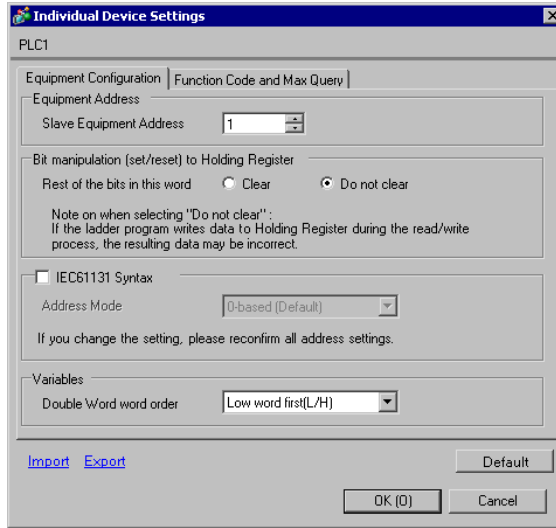 Individual Device Settings
PLC1
Equipment Configuration Function Code and Max Query
Equipment Address
Slave Equipment Address 1
Bit manipulation (set/reset) to Holding Register
Rest of the bits in this word Clear Do not clear
Note on when selecting "Do not clear" :
If the ladder program writes data to Holding Register during the read/write
process, the resulting data may be incorrect.
IEC61131 Syntax
Address Mode 0-based (Default)
If you change the setting, please reconfirm all address settings.
Variables
Double Word word order Low word first(L/H)
Import Export Default
OK (O) Cancel